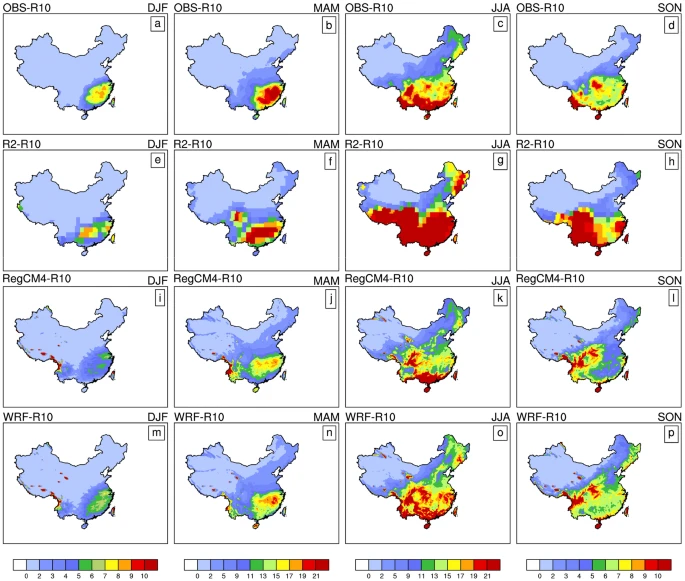 OBS-R10 DJF OBS-R10 MAM OBS-R10 JJA OBS-R10 SON
a b c d
R2-R10 DJF R2-R10 MAM R2-R10 JJA R2-R10 SON
e f g h
RegCM4-R10 DJF RegCM4-R10 MAM RegCM4-R10 JJA RegCM4-R10 SON
i j k l
WRF-R10 DJF WRF-R10 MAM WRF-R10 JJA WRF-R10 SON
m n o p
0 2 3 4 5 6 7 8 9 10 0 2 5 9 11 13 15 17 19 21 0 2 5 9 11 13 15 17 19 21 0 2 3 4 5 6 7 8 9 10